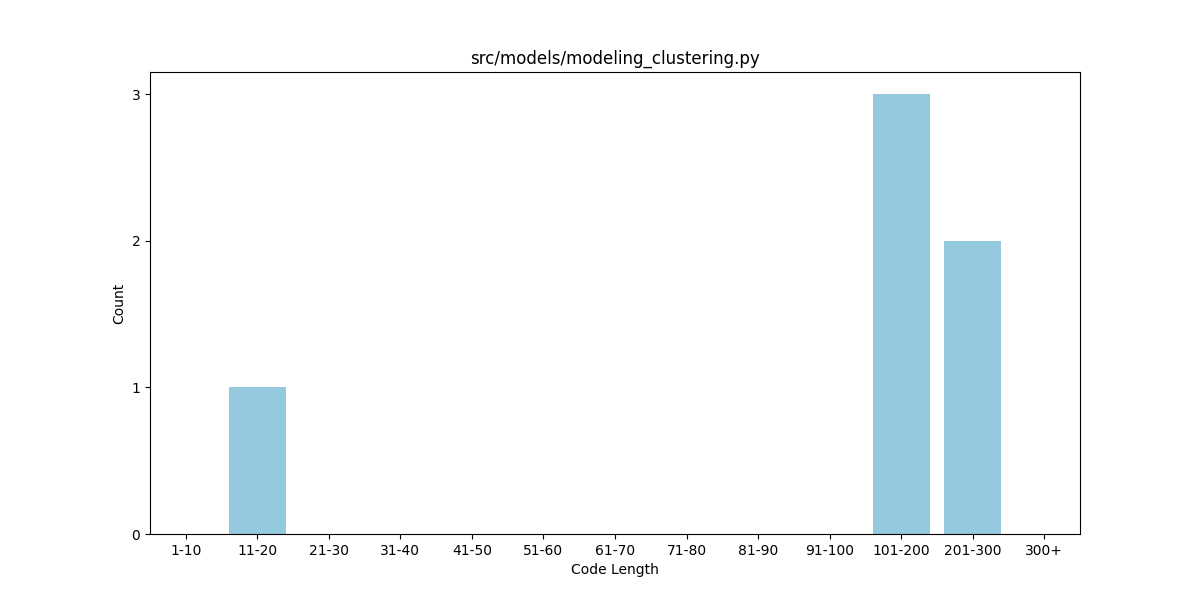 src/models/modeling_clustering.py
3
2
1
0
Count
1-10 11-20 21-30 31-40 41-50 51-60 61-70 71-80 81-90 91-100 101-200 201-300 300+
Code Length